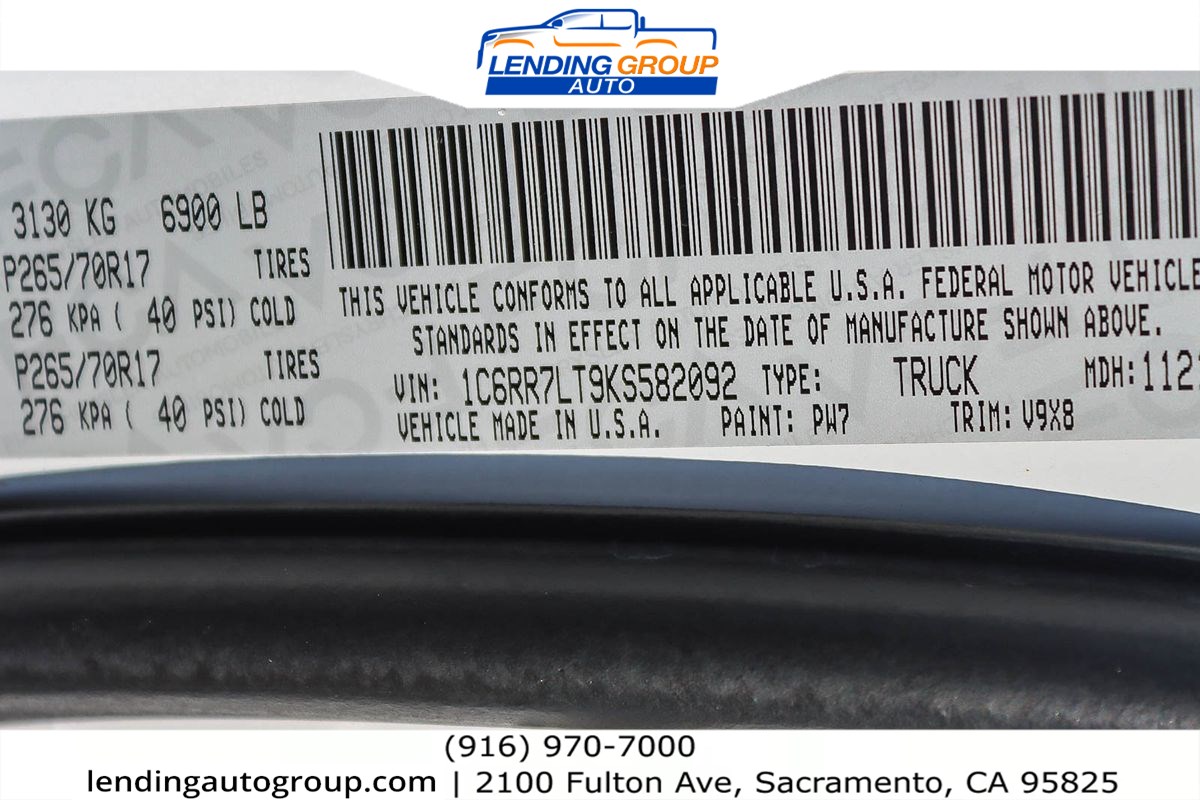 LENDING GROUP
AUTO
3130 KG 6900 LB
P265/70R17 TIRES
276 KPA ( 40 PSI) COLD
P265/70R17 TIRES
276 KPA ( 40 PSI) COLD
THIS VEHICLE CONFORMS TO ALL APPLICABLE U.S.A. FEDERAL MOTOR VEHICLE
STANDARDS IN EFFECT ON THE DATE OF MANUFACTURE SHOWN ABOVE.
VIN: 1C6RR7LT9KS582092 TYPE: TRUCK MDH: 112
VEHICLE MADE IN U.S.A. PAINT: PW7 TRIM: V9X8
(916) 970-7000
lendingautogroup.com | 2100 Fulton Ave, Sacramento, CA 95825